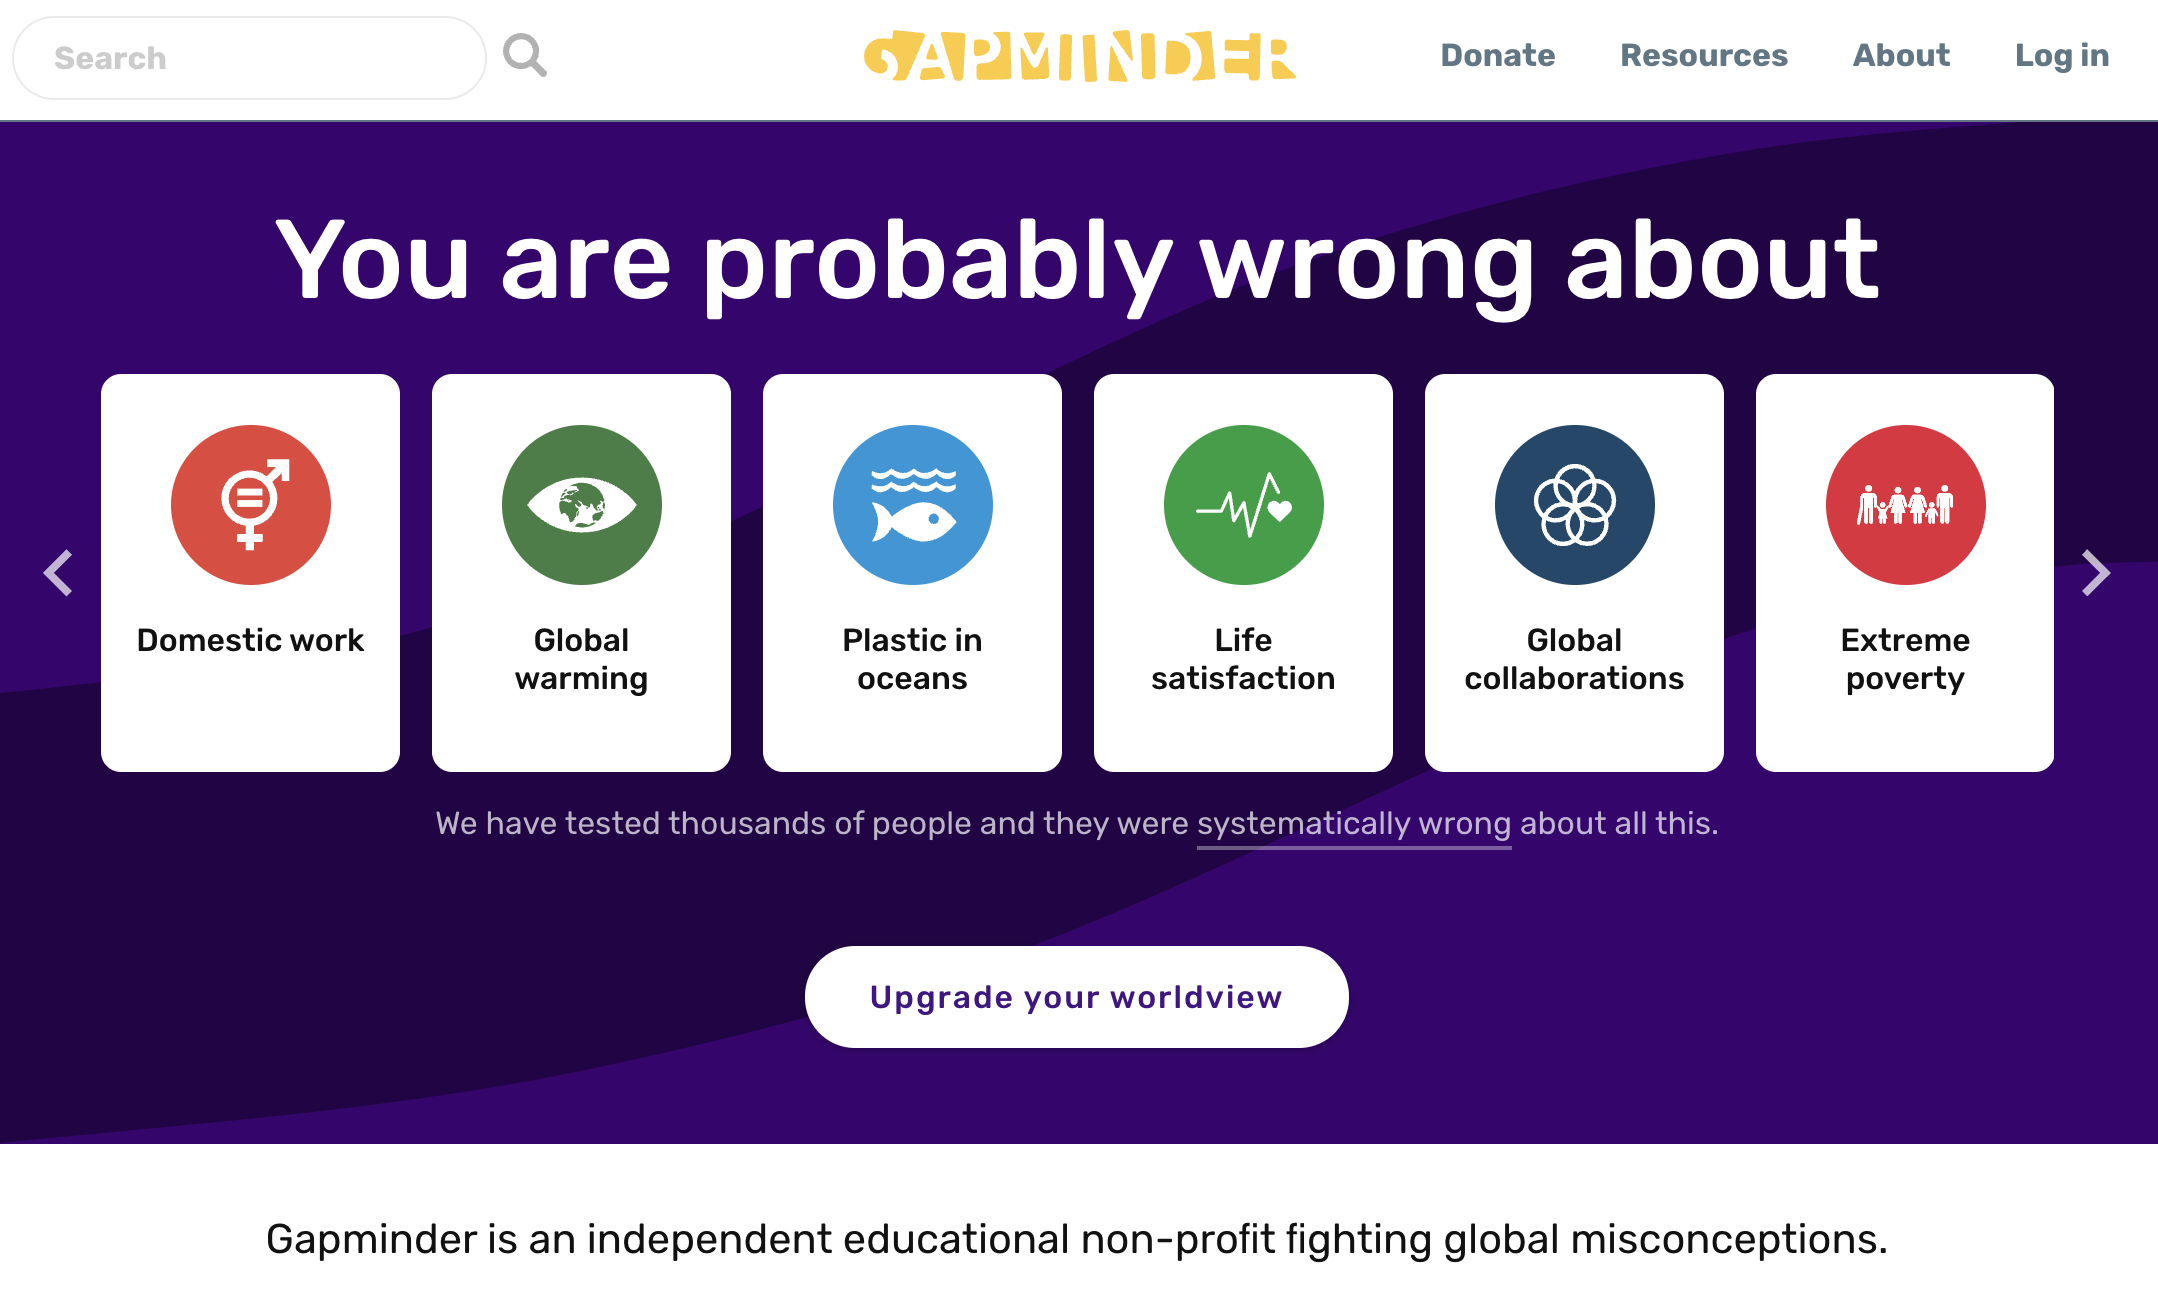 Search
GAPMINDER
Donate
Resources
About
Log in
You are probably wrong about
Domestic work
Global
warming
Plastic in
oceans
Life
satisfaction
Global
collaborations
Extreme
poverty
We have tested thousands of people and they were systematically wrong about all this.
Upgrade your worldview
Gapminder is an independent educational non-profit fighting global misconceptions.